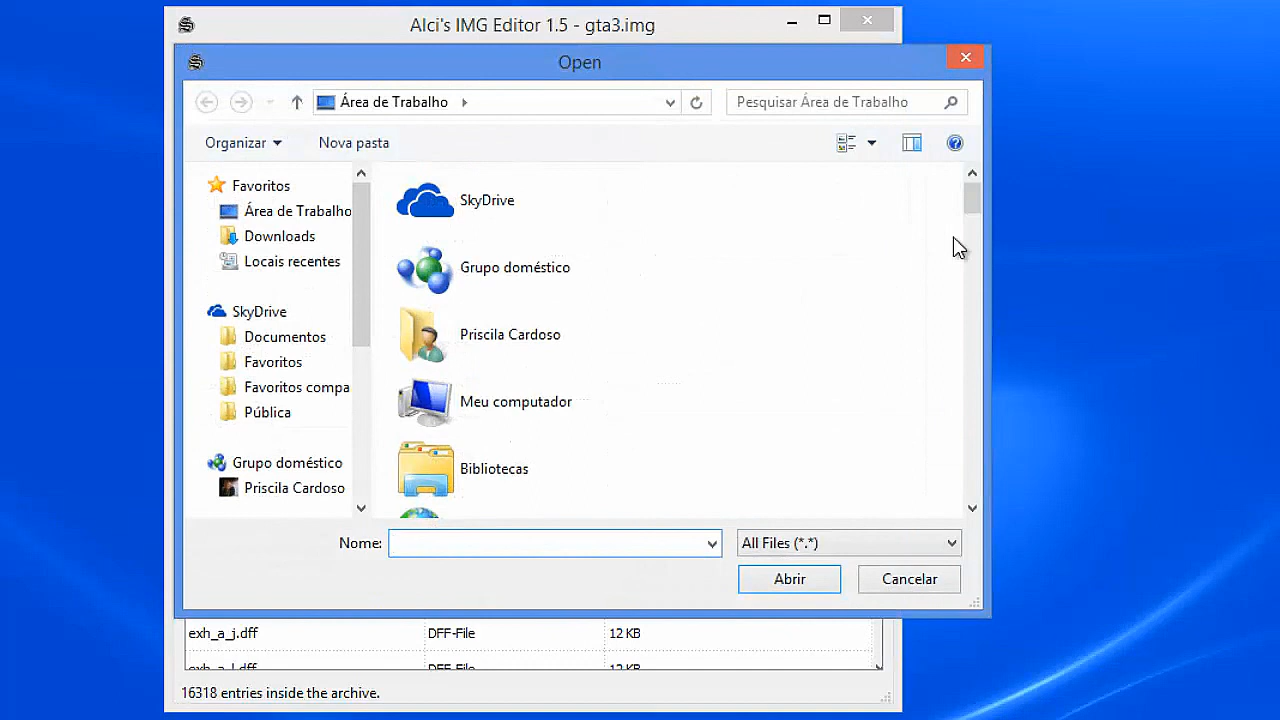 Alci's IMG Editor 1.5 - gta3.img
Open
Área de Trabalho
Pesquisar Área de Trabalho
Organizar
Nova pasta
Favoritos
Área de Trabalho
Downloads
Locais recentes
SkyDrive
Documentos
Favoritos
Favoritos compa
Pública
Grupo doméstico
Priscila Cardoso
SkyDrive
Grupo doméstico
Priscila Cardoso
Meu computador
Bibliotecas
Nome:
All Files (*.*)
Abrir
Cancelar
exh_a_j.dff DFF-File 12 KB
exh_a_l.dff DFF-File 12 KB
16318 entries inside the archive.